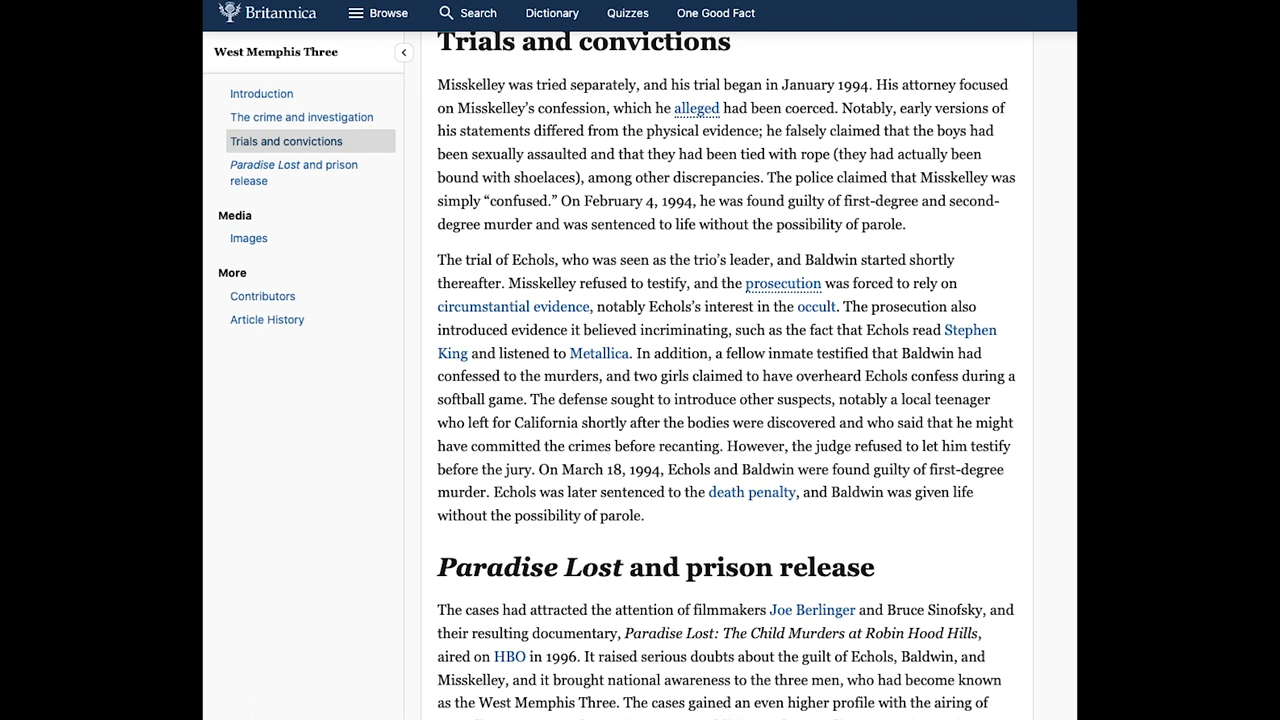 Britannica
Browse
Search
Dictionary
Quizzes
One Good Fact
West Memphis Three
Introduction
The crime and investigation
Trials and convictions
Paradise Lost and prison
release
Media
Images
More
Contributors
Article History
Trials and convictions
Misskelley was tried separately, and his trial began in January 1994. His attorney focused
on Misskelley’s confession, which he alleged had been coerced. Notably, early versions of
his statements differed from the physical evidence; he falsely claimed that the boys had
been sexually assaulted and that they had been tied with rope (they had actually been
bound with shoelaces), among other discrepancies. The police claimed that Misskelley was
simply “confused.” On February 4, 1994, he was found guilty of first-degree and second-
degree murder and was sentenced to life without the possibility of parole.
The trial of Echols, who was seen as the trio’s leader, and Baldwin started shortly
thereafter. Misskelley refused to testify, and the prosecution was forced to rely on
circumstantial evidence, notably Echols’s interest in the occult. The prosecution also
introduced evidence it believed incriminating, such as the fact that Echols read Stephen
King and listened to Metallica. In addition, a fellow inmate testified that Baldwin had
confessed to the murders, and two girls claimed to have overheard Echols confess during a
softball game. The defense sought to introduce other suspects, notably a local teenager
who left for California shortly after the bodies were discovered and who said that he might
have committed the crimes before recanting. However, the judge refused to let him testify
before the jury. On March 18, 1994, Echols and Baldwin were found guilty of first-degree
murder. Echols was later sentenced to the death penalty, and Baldwin was given life
without the possibility of parole.
Paradise Lost and prison release
The cases had attracted the attention of filmmakers Joe Berlinger and Bruce Sinofsky, and
their resulting documentary, Paradise Lost: The Child Murders at Robin Hood Hills,
aired on HBO in 1996. It raised serious doubts about the guilt of Echols, Baldwin, and
Misskelley, and it brought national awareness to the three men, who had become known
as the West Memphis Three. The cases gained an even higher profile with the airing of